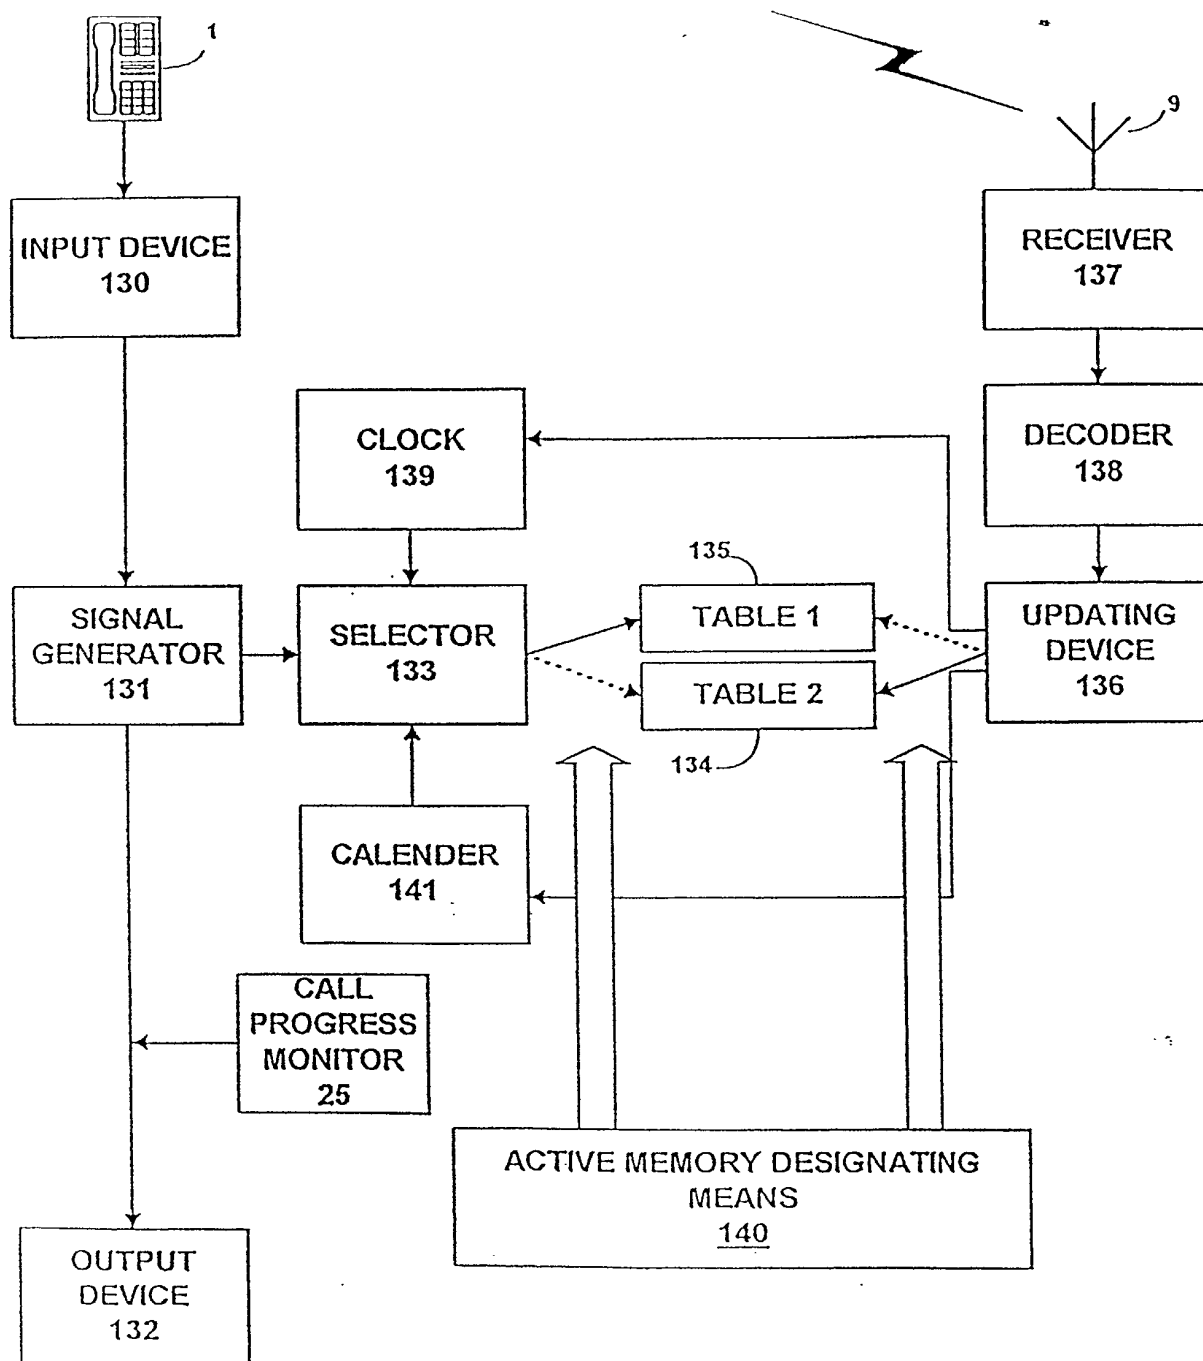 1
9
INPUT DEVICE
130
RECEIVER
137
CLOCK
139
DECODER
138
135
SIGNAL
GENERATOR
131
SELECTOR
133
TABLE 1
TABLE 2
134
UPDATING
DEVICE
136
CALENDER
141
CALL
PROGRESS
MONITOR
25
ACTIVE MEMORY DESIGNATING
MEANS
140
OUTPUT
DEVICE
132